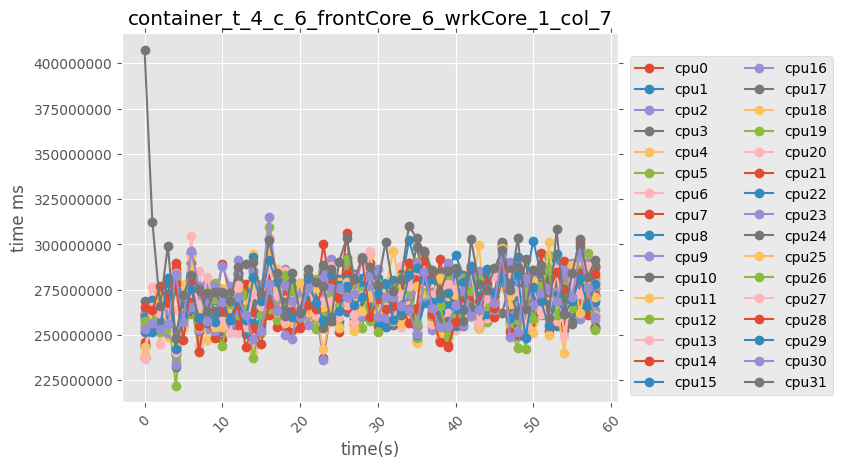 container_t_4_c_6_frontCore_6_wrkCore_1_col_7
time ms
400000000
375000000
350000000
325000000
300000000
275000000
250000000
225000000
0
10
20
30
40
50
60
time(s)
cpu0
cpu1
cpu2
cpu3
cpu4
cpu5
cpu6
cpu7
cpu8
cpu9
cpu10
cpu11
cpu12
cpu13
cpu14
cpu15
cpu16
cpu17
cpu18
cpu19
cpu20
cpu21
cpu22
cpu23
cpu24
cpu25
cpu26
cpu27
cpu28
cpu29
cpu30
cpu31